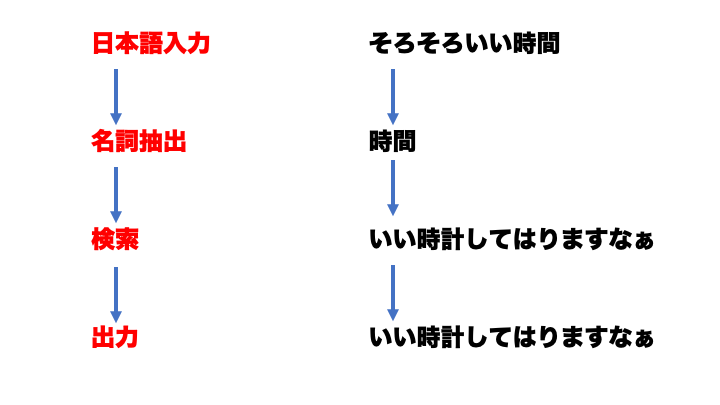 日本語入力
そろそろいい時間
名詞抽出
時間
検索
いい時計してはりますなぁ
出力
いい時計してはりますなぁ